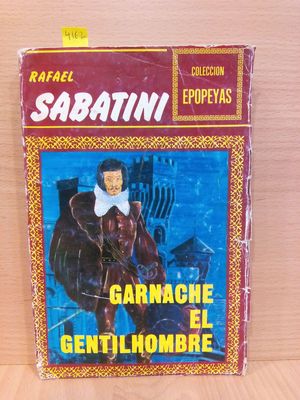 4162
RAFAEL
SABATINI
COLECCION
EPOPEYAS
GARNACHE
EL
GENTILHOMBRE